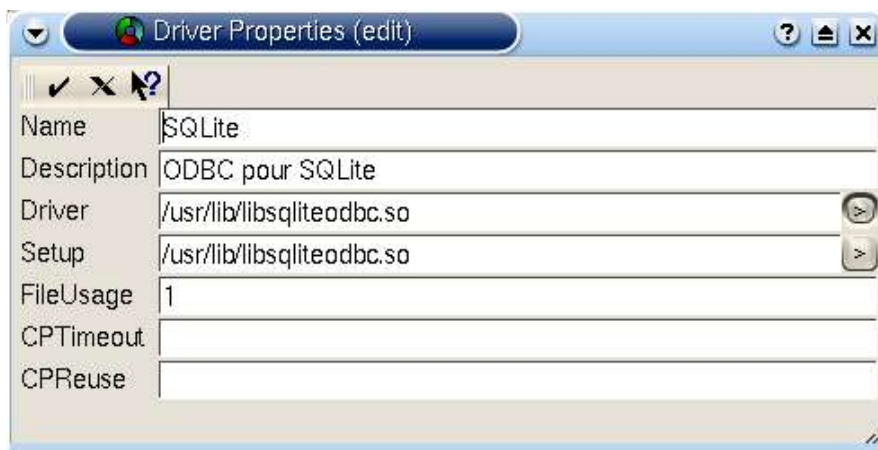 Driver Properties (edit)
Name SQLite
Description ODBC pour SQLite
Driver /usr/lib/libsqliteodbc.so >
Setup /usr/lib/libsqliteodbc.so >
FileUsage 1
CPTimeout
CPReuse